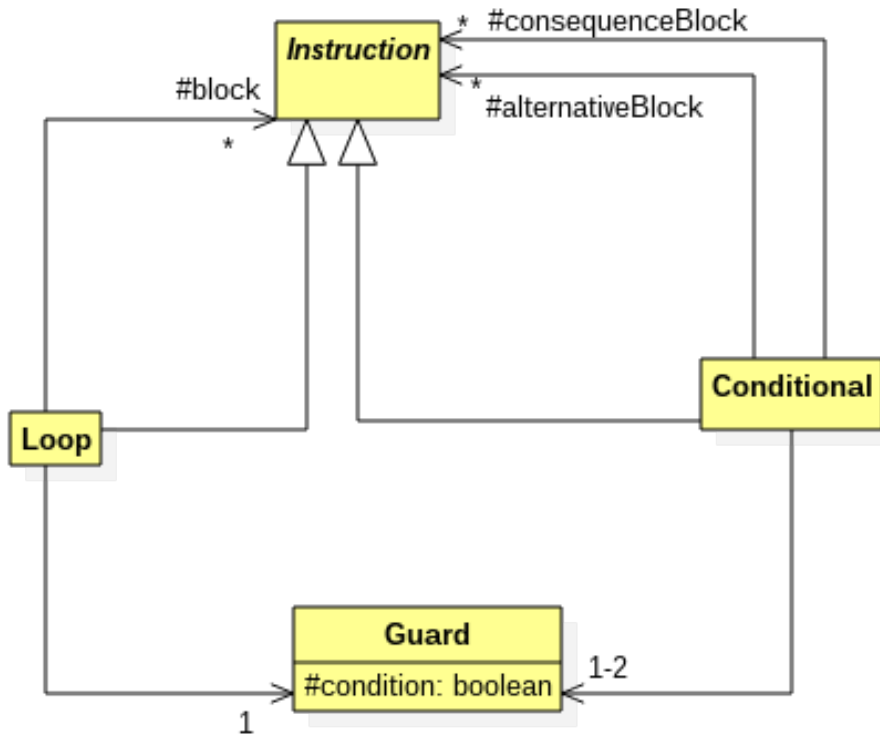 *
#consequenceBlock
Instruction
*
#block
#alternativeBlock
*
Conditional
Loop
Guard
1-2
#condition: boolean
1